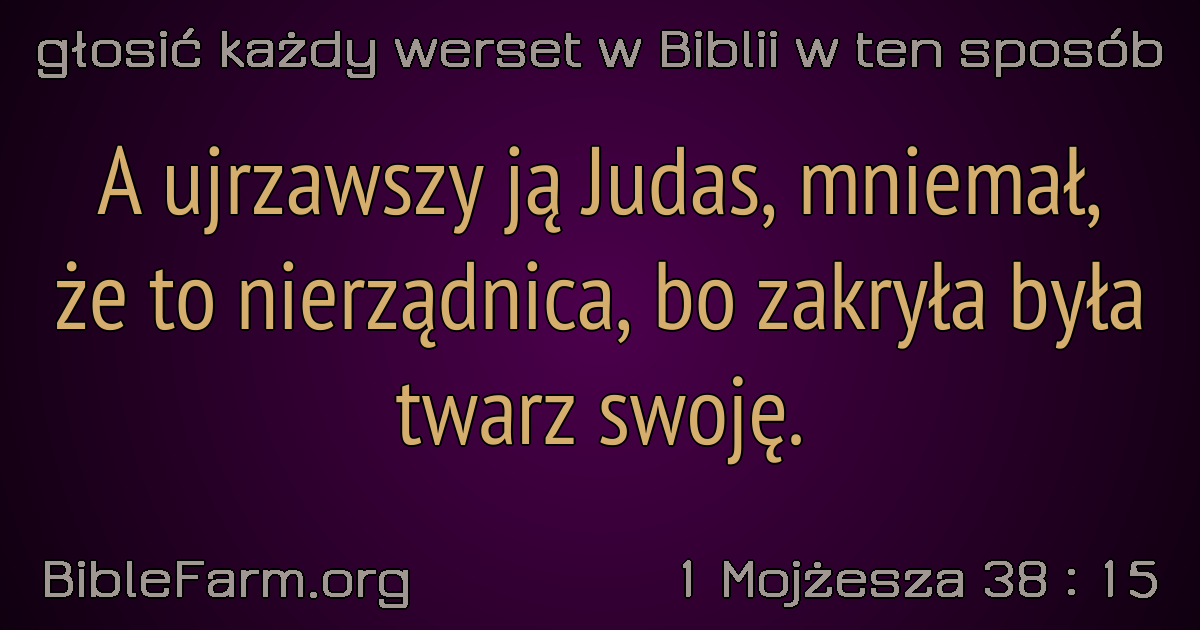 głosić każdy werset w Biblii w ten sposób
A ujrzawszy ją Judas, mniemał,
że to nierządnica, bo zakryła była
twarz swoję.
BibleFarm.org
1 Mojżesza 38 : 15